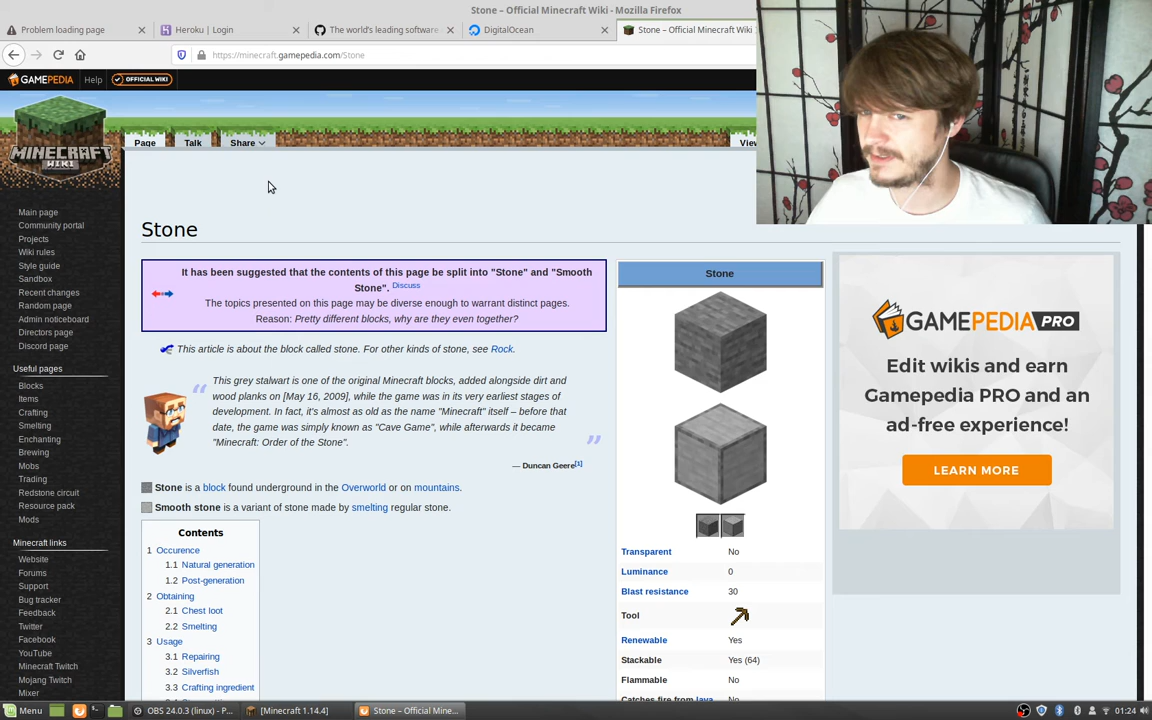 Stone – Official Minecraft Wiki - Mozilla Firefox
Problem loading page
Heroku | Login
The world's leading software
DigitalOcean
Stone – Official Minecraft Wiki
https://minecraft.gamepedia.com/Stone
GAMEPEDIA Help OFFICIAL WIKI
MINECRAFT
WIKI
Page Talk Share
Main page
Community portal
Projects
Wiki rules
Style guide
Sandbox
Recent changes
Random page
Admin noticeboard
Directors page
Discord page
Useful pages
Blocks
Items
Crafting
Smelting
Enchanting
Brewing
Mobs
Trading
Redstone circuit
Resource pack
Mods
Minecraft links
Website
Forums
Support
Bug tracker
Feedback
Twitter
Facebook
YouTube
Minecraft Twitch
Mojang Twitch
Mixer
Stone
It has been suggested that the contents of this page be split into "Stone" and "Smooth
Stone". Discuss
The topics presented on this page may be diverse enough to warrant distinct pages.
Reason: Pretty different blocks, why are they even together?
This article is about the block called stone. For other kinds of stone, see Rock.
“ This grey stalwart is one of the original Minecraft blocks, added alongside dirt and
wood planks on [May 16, 2009], while the game was in its very earliest stages of
development. In fact, it's almost as old as the name "Minecraft" itself – before that
date, the game was simply known as "Cave Game", while afterwards it became
"Minecraft: Order of the Stone". ”
— Duncan Geere[1]
Stone is a block found underground in the Overworld or on mountains.
Smooth stone is a variant of stone made by smelting regular stone.
Contents
1 Occurence
1.1 Natural generation
1.2 Post-generation
2 Obtaining
2.1 Chest loot
2.2 Smelting
3 Usage
3.1 Repairing
3.2 Silverfish
3.3 Crafting ingredient
Stone
Transparent No
Luminance 0
Blast resistance 30
Tool
Renewable Yes
Stackable Yes (64)
Flammable No
Catches fire from lava No
GAMEPEDIA PRO
Edit wikis and earn
Gamepedia PRO and an
ad-free experience!
LEARN MORE
Menu
OBS 24.0.3 (linux) - P...
[Minecraft 1.14.4]
Stone – Official Mine...
01:24